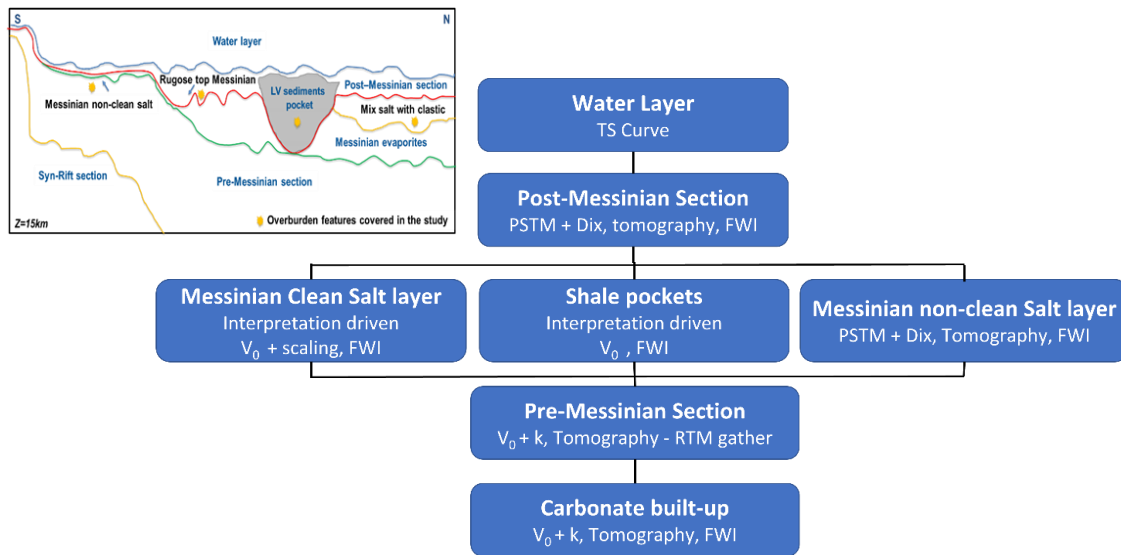 S
N
Water layer
Rugose top Messinian
LV sediments
pocket
Post–Messinian section
Messinian non-clean salt
Mix salt with clastic
Messinian evaporites
Syn-Rift section
Pre-Messinian section
Z=15km
Overburden features covered in the study
Water Layer
TS Curve
Post-Messinian Section
PSTM + Dix, tomography, FWI
Messinian Clean Salt layer
Interpretation driven
V₀ + scaling, FWI
Shale pockets
Interpretation driven
V₀ , FWI
Messinian non-clean Salt layer
PSTM + Dix, Tomography, FWI
Pre-Messinian Section
V₀ + k, Tomography - RTM gather
Carbonate built-up
V₀ + k, Tomography, FWI